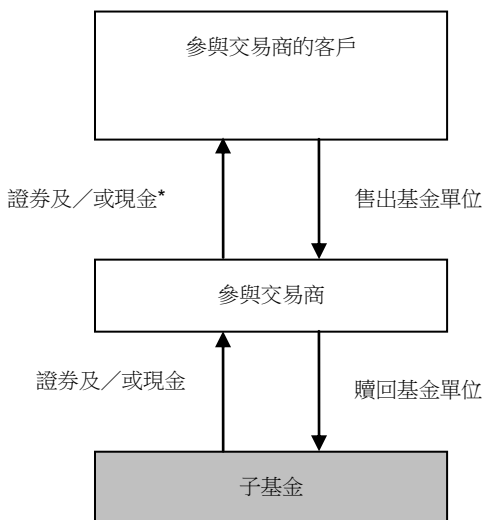 參與交易商的客戶
證券及／或現金*
售出基金單位
參與交易商
證券及／或現金
贖回基金單位
子基金